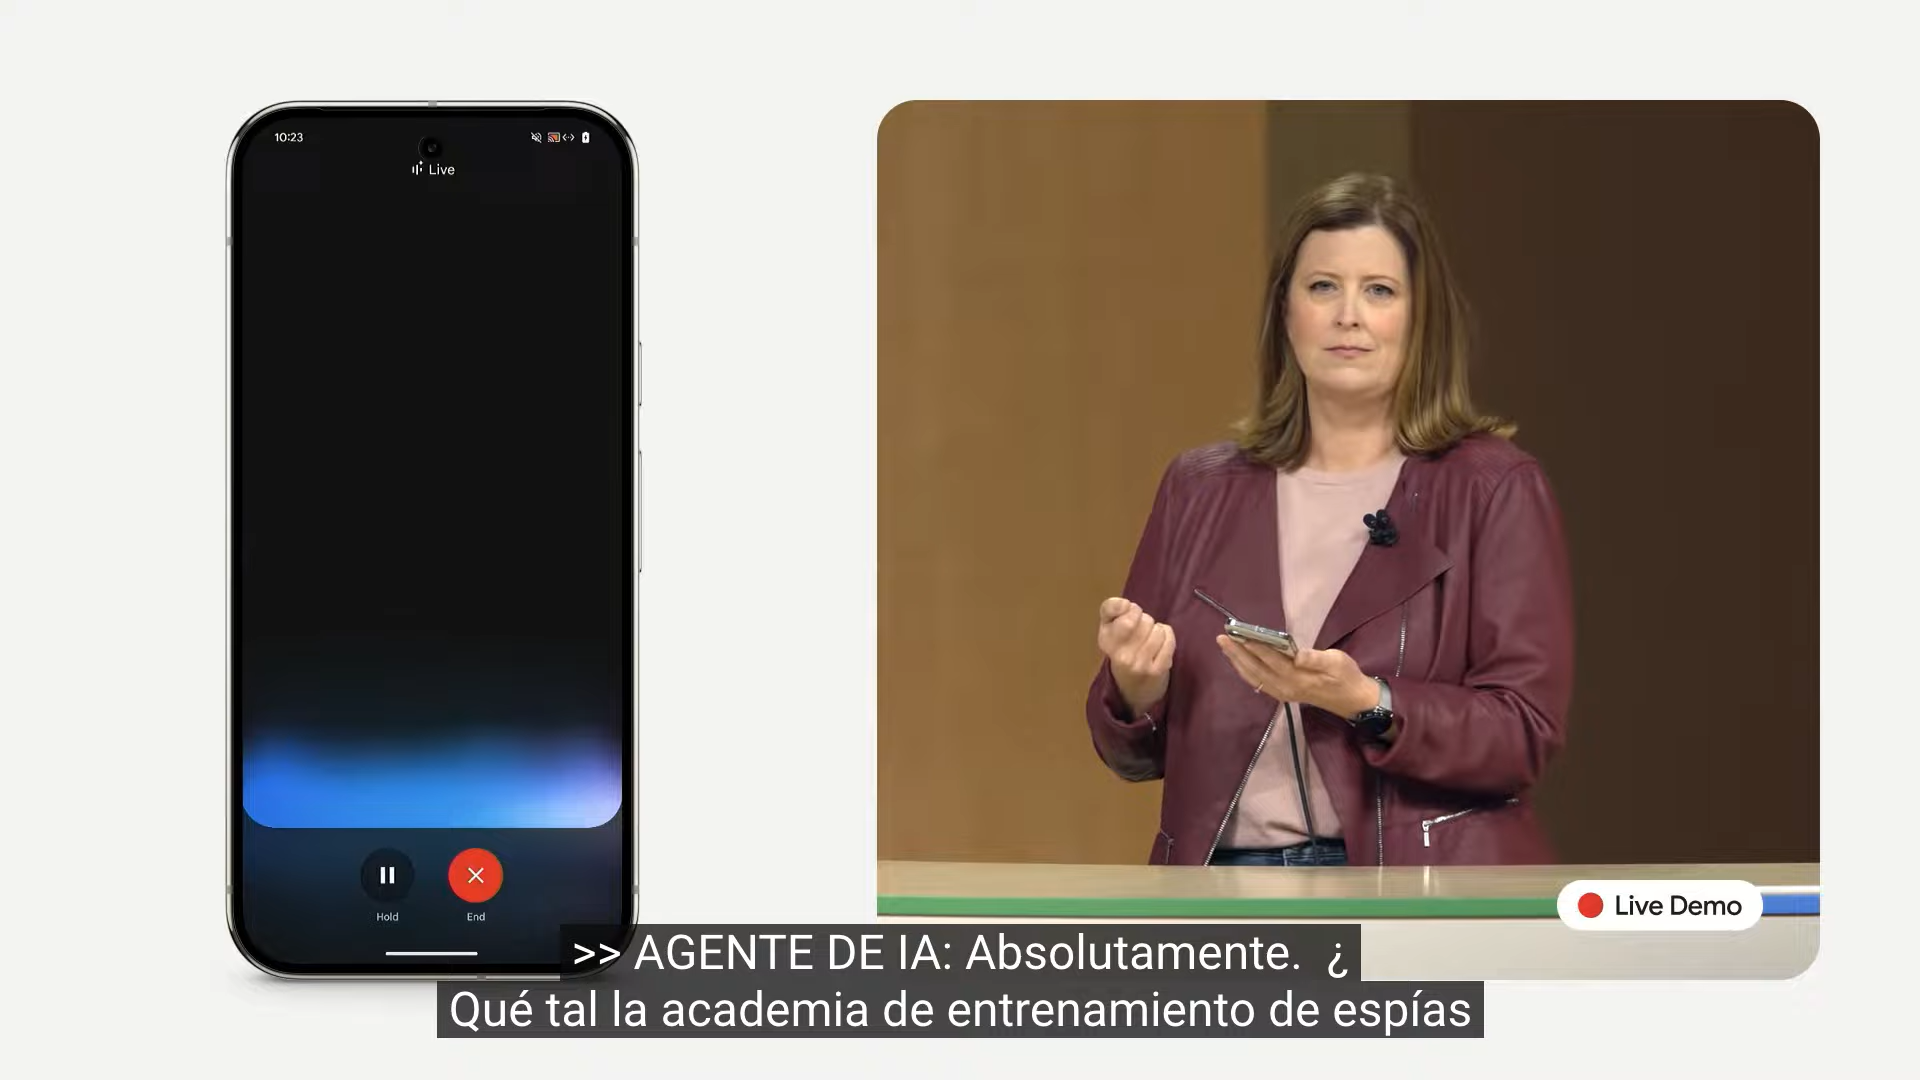 10:23
Live
Hold
End
Live Demo
>> AGENTE DE IA: Absolutamente. ¿
Qué tal la academia de entrenamiento de espías